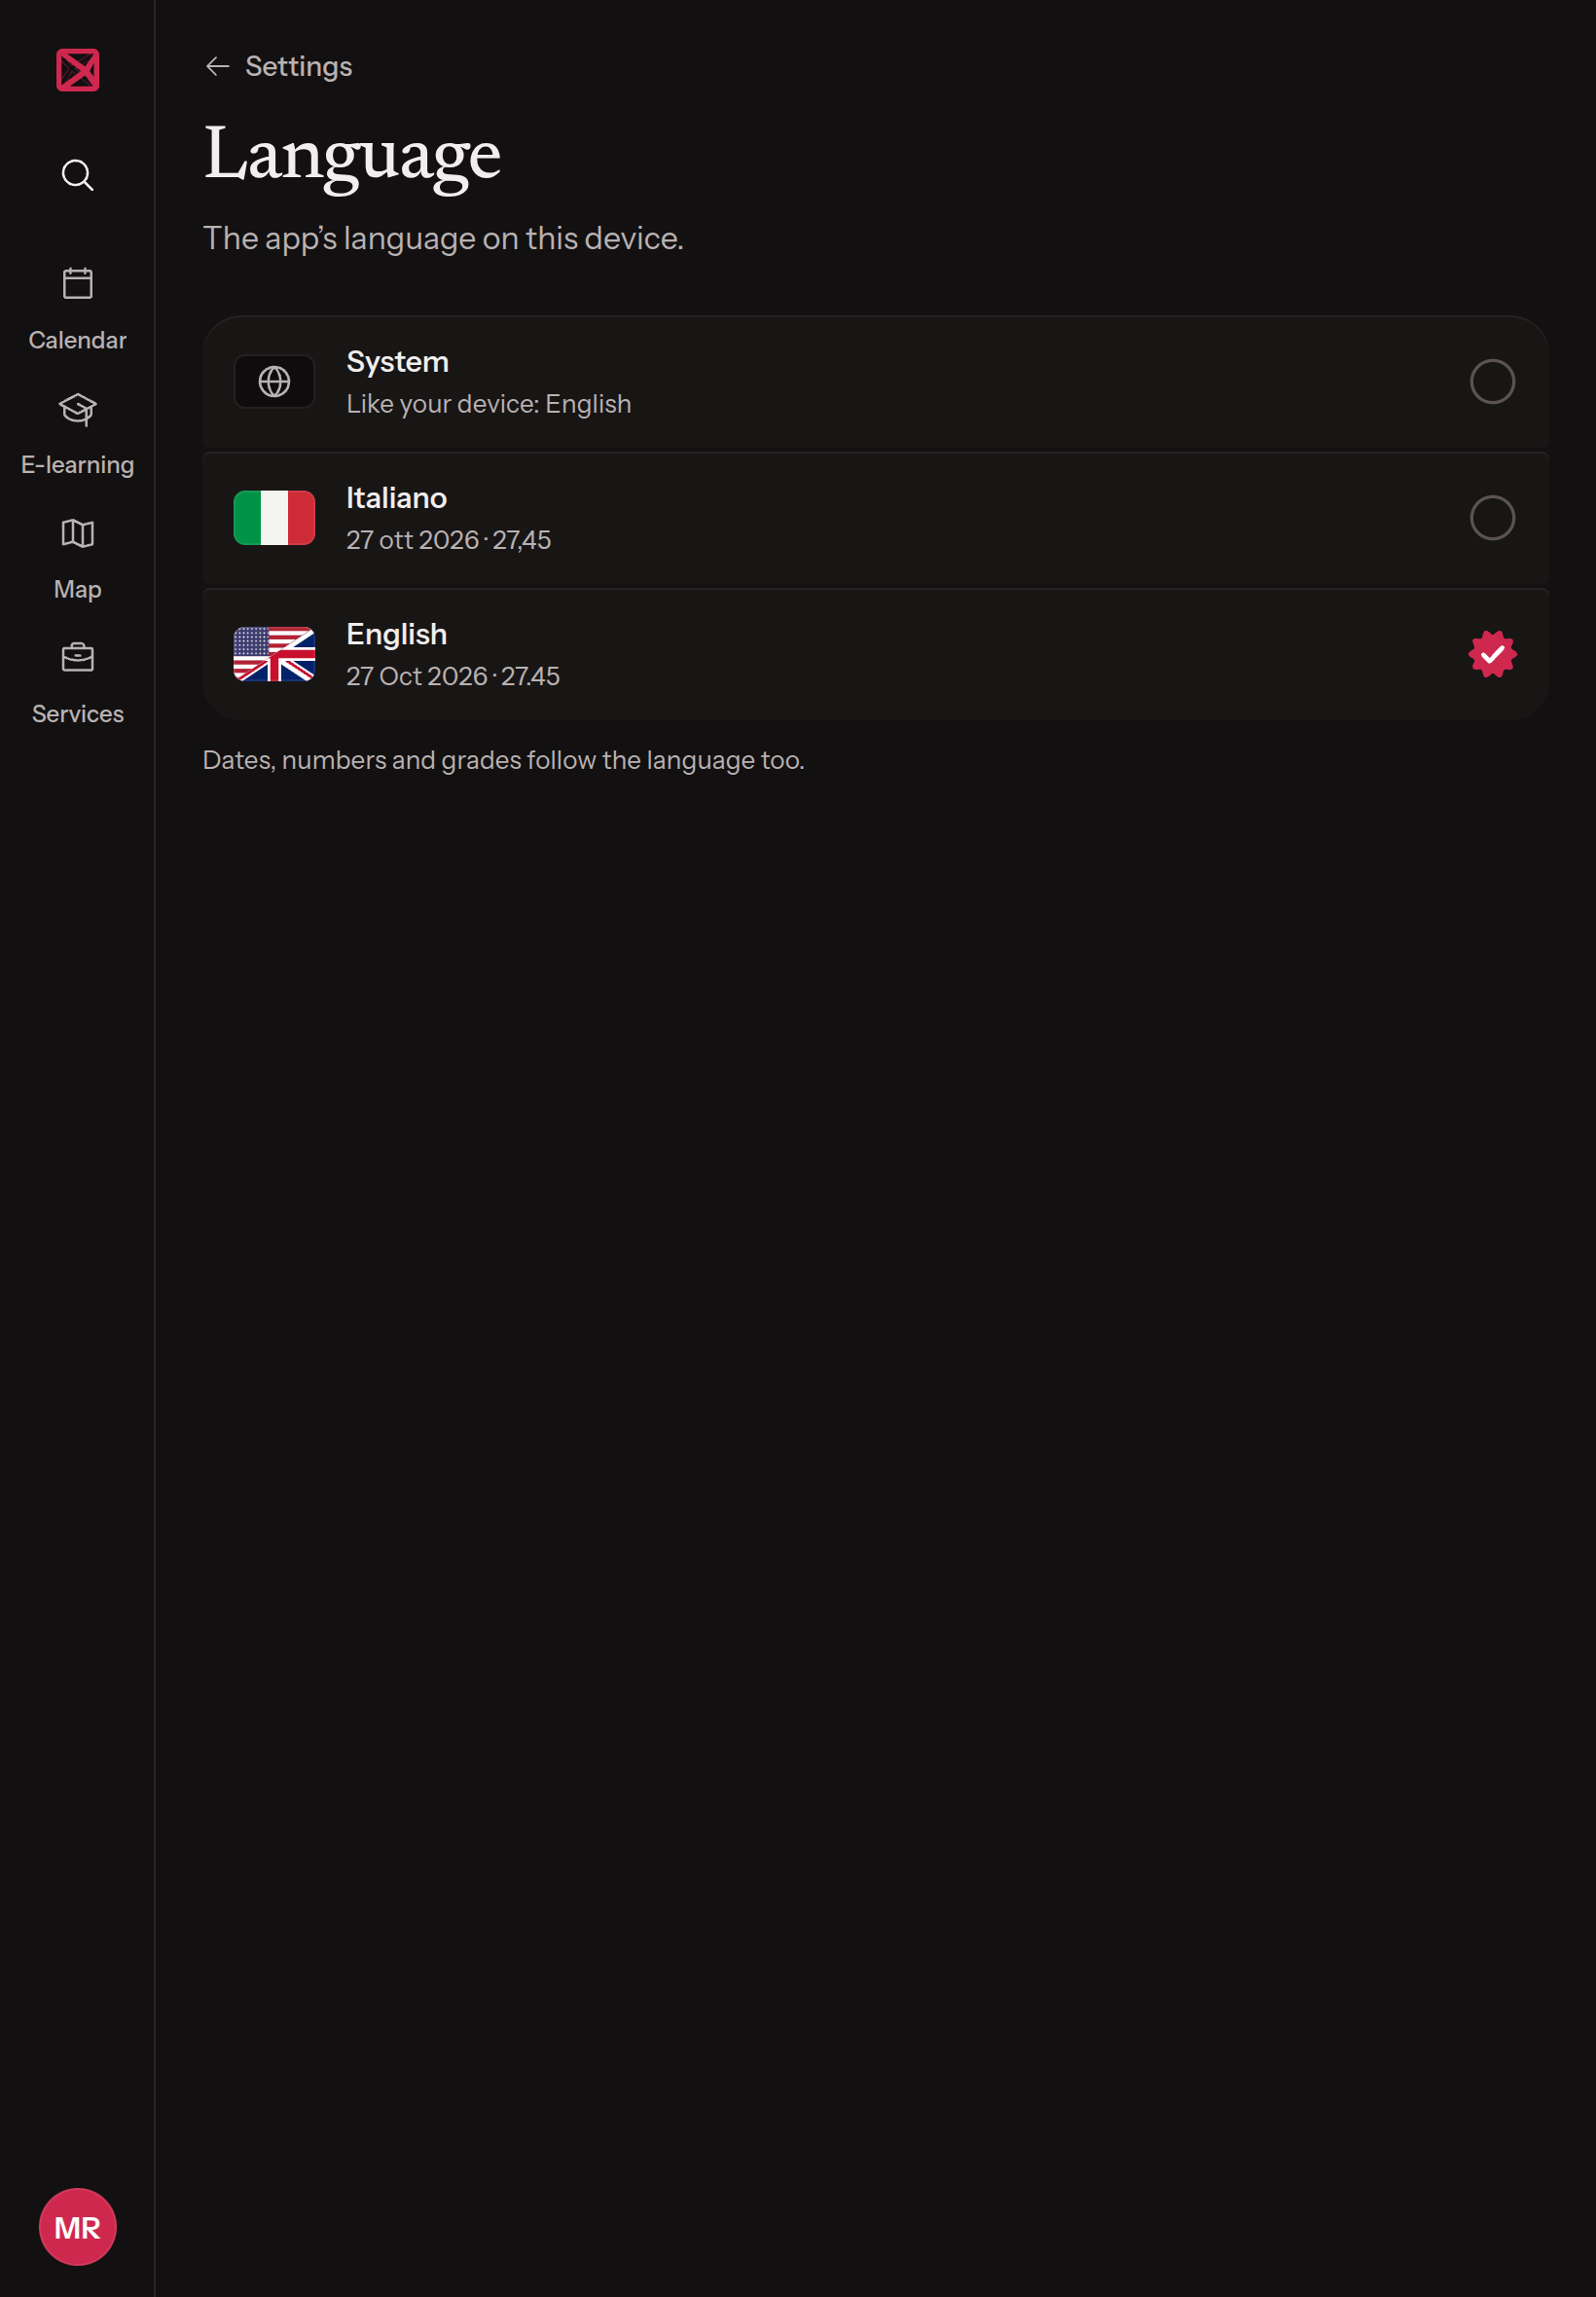 Settings
Language
The app’s language on this device.
Calendar
E-learning
Map
Services
System
Like your device: English
Italiano
27 ott 2026 · 27,45
English
27 Oct 2026 · 27.45
Dates, numbers and grades follow the language too.
MR